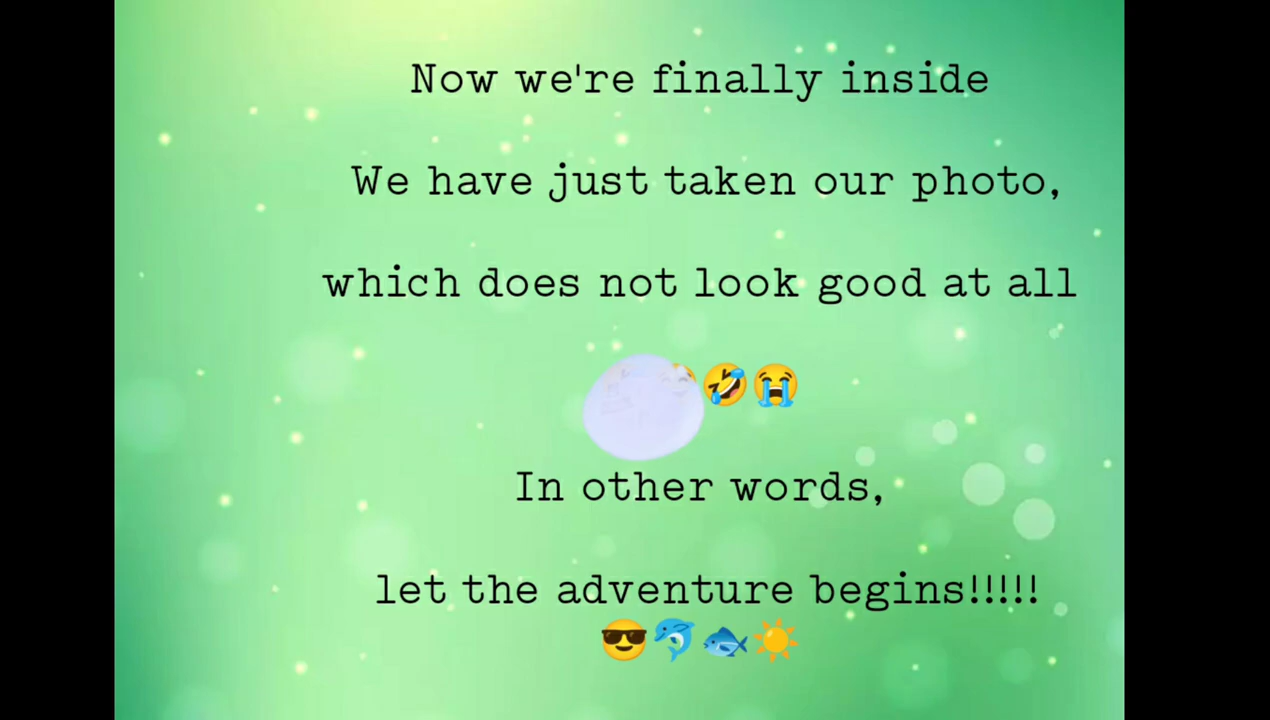 Now we're finally inside
We have just taken our photo,
which does not look good at all
🤣😭
In other words,
let the adventure begins!!!!!
😎🐬🐟☀️